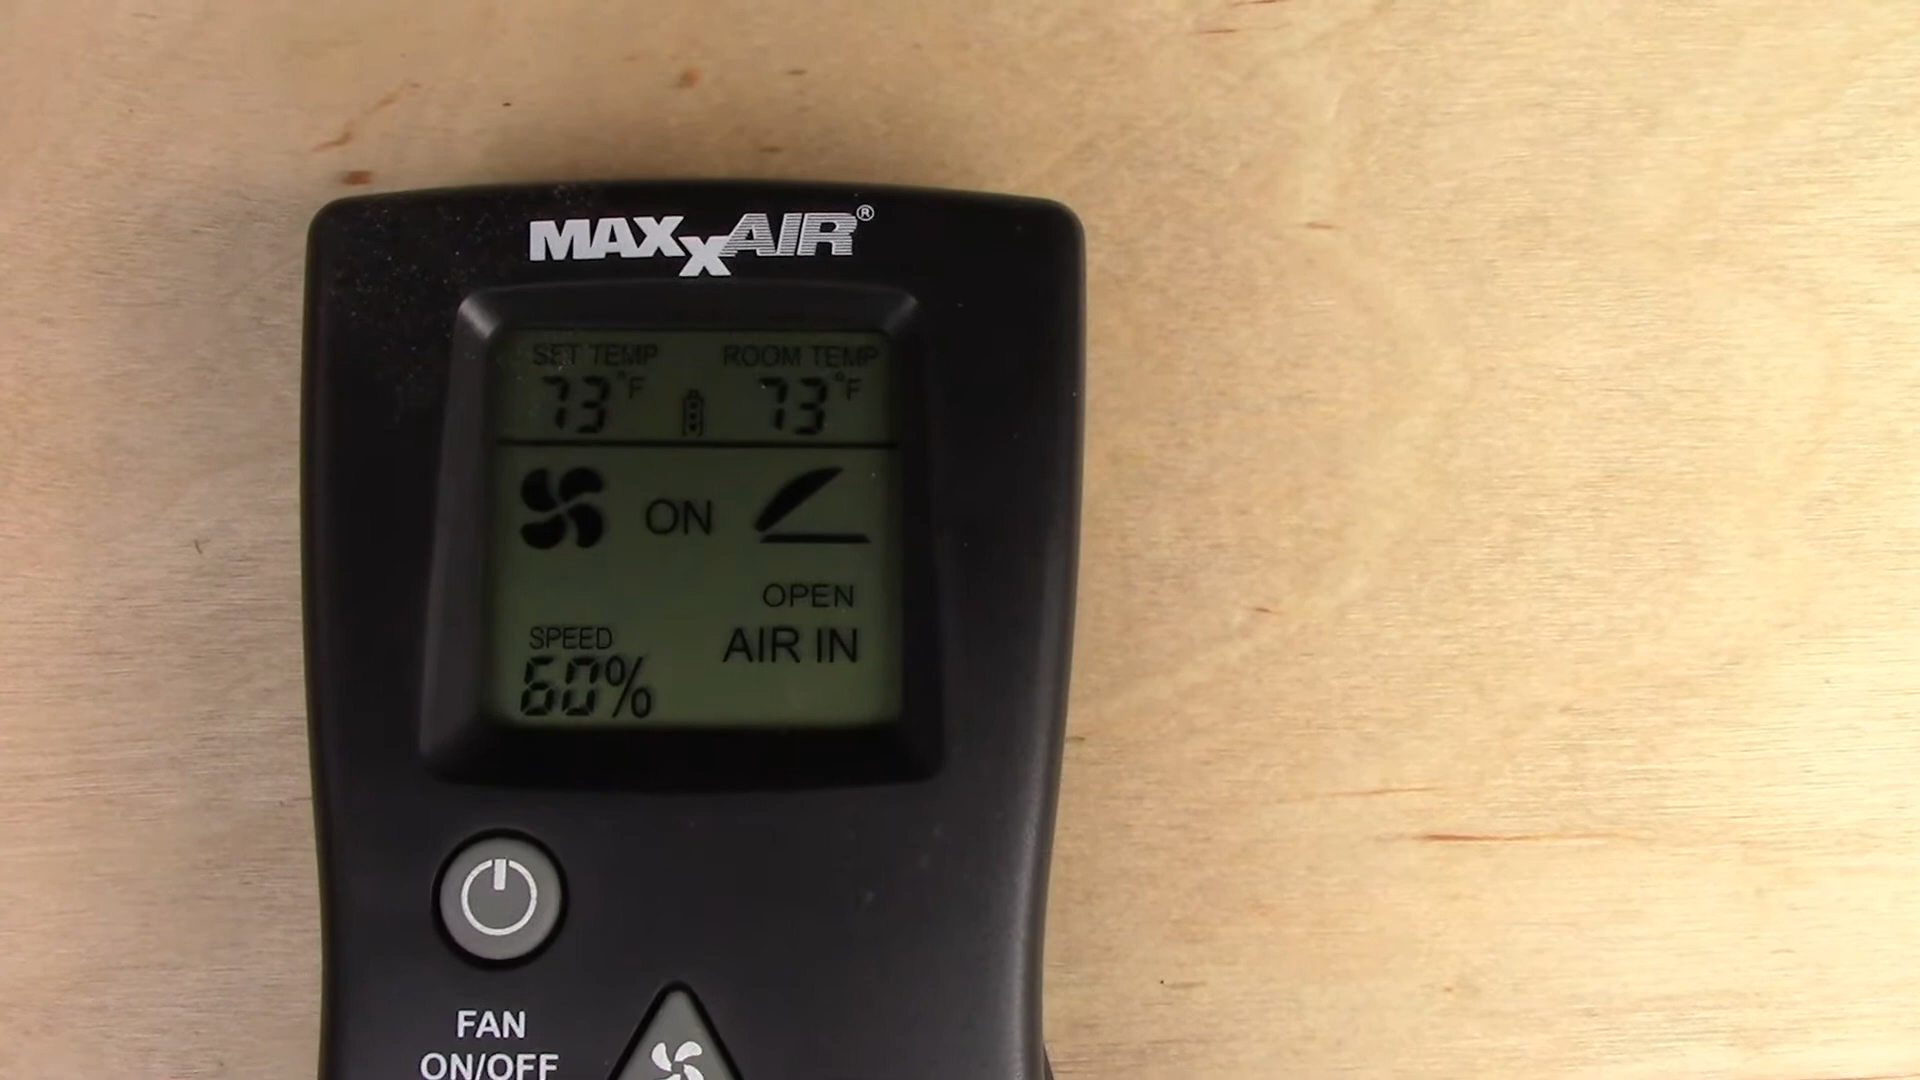 MAXXAIR®
SET TEMP ROOM TEMP
73°F 73°F
ON
OPEN
SPEED
AIR IN
60%
FAN
ON/OFF